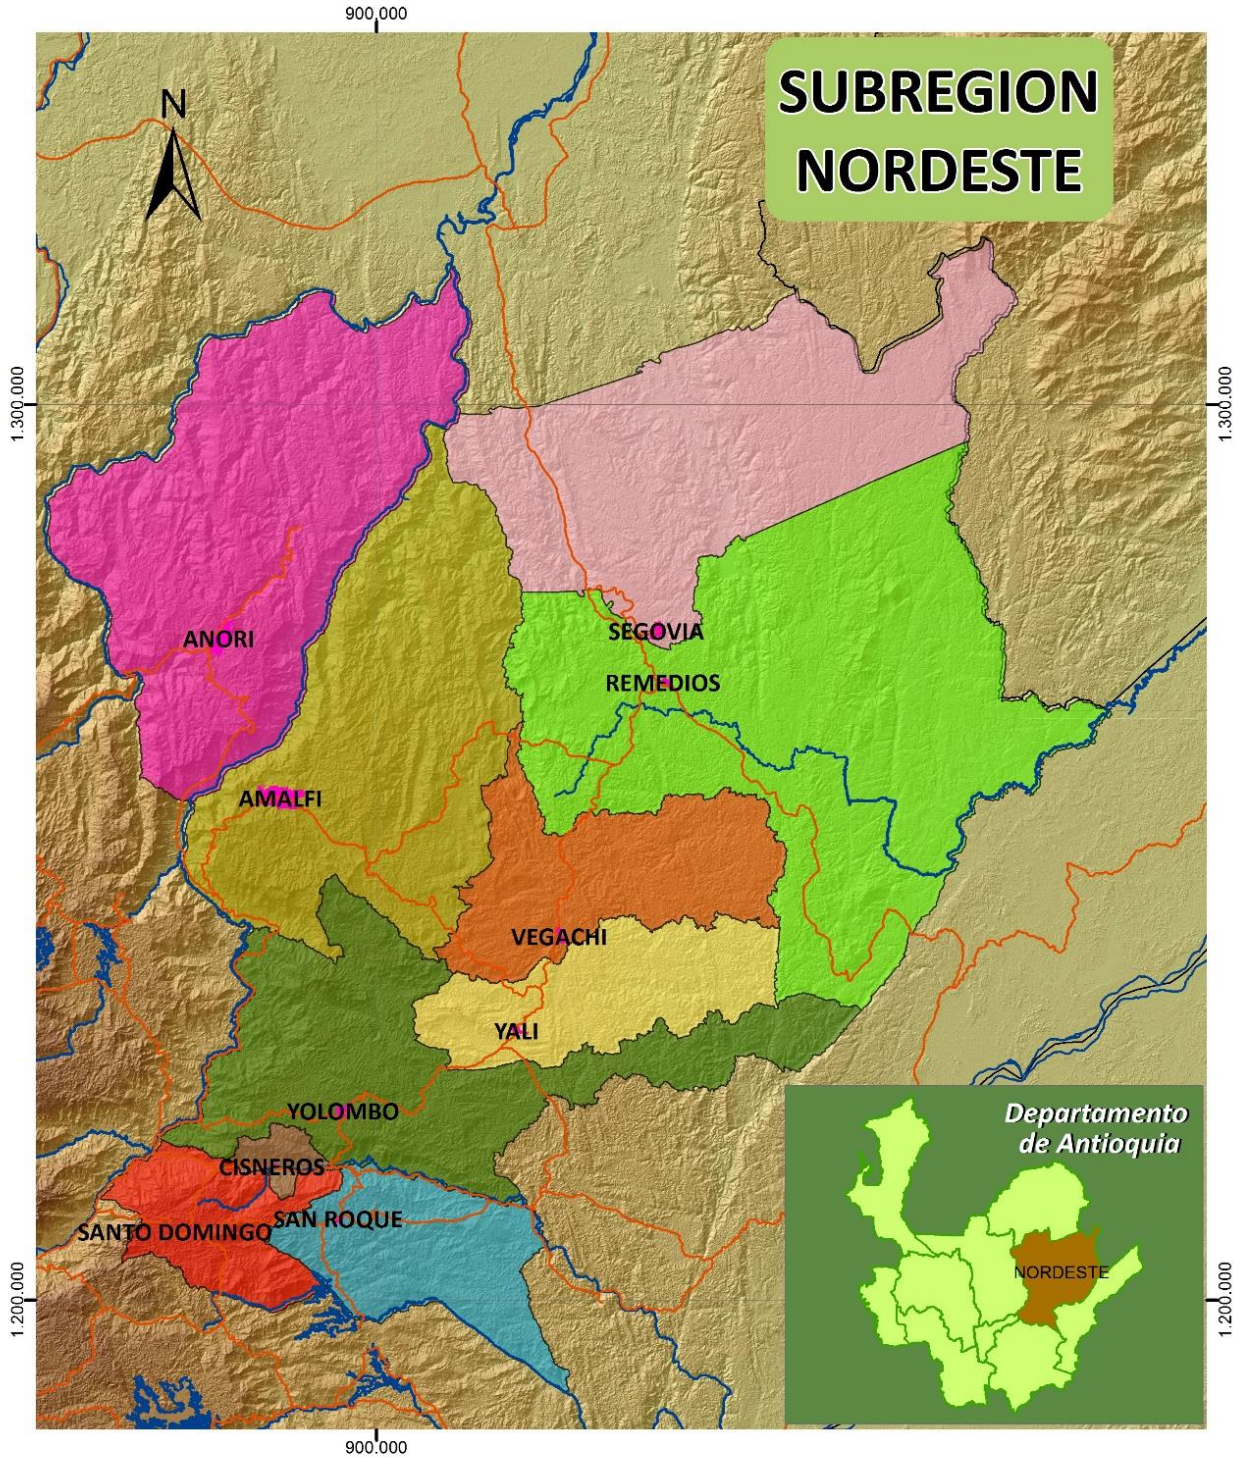 900.000
SUBREGION
NORDESTE
N
1.300.000
1.300.000
ANORI
SEGOVIA
REMEDIOS
AMALFI
VEGACHI
YALI
YOLOMBO
CISNEROS
SAN ROQUE
SANTO DOMINGO
Departamento
de Antioquia
NORDESTE
1.200.000
1.200.000
900.000